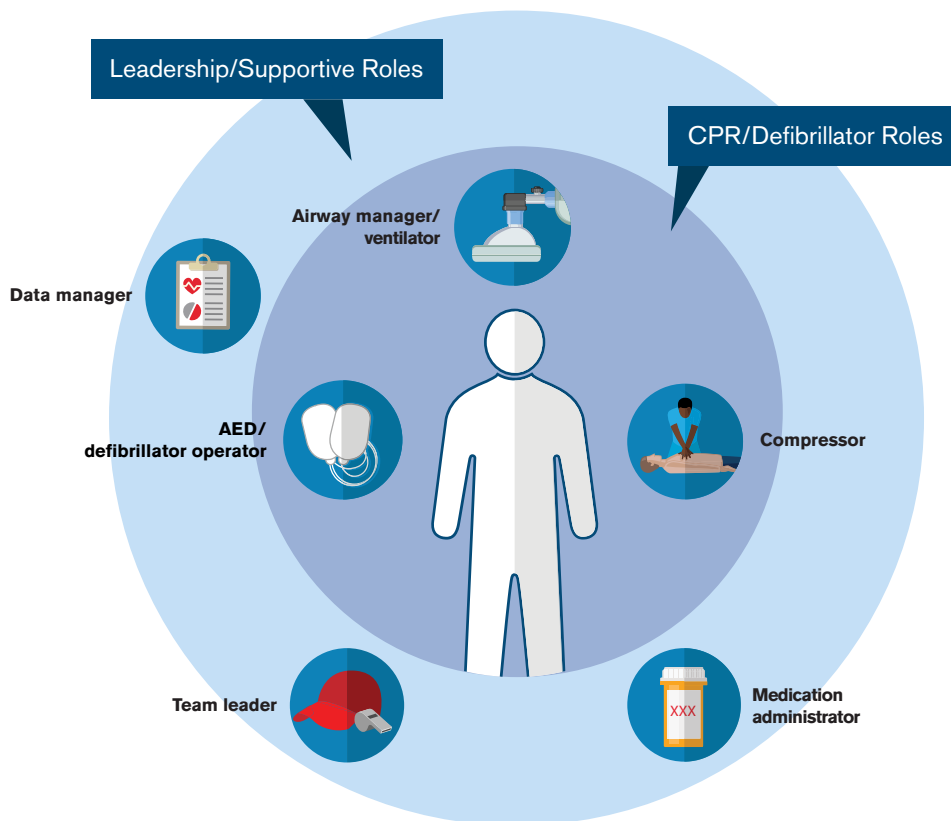 Leadership/Supportive Roles
CPR/Defibrillator Roles
Airway manager/
ventilator
Data manager
AED/
defibrillator operator
Compressor
Team leader
XXX
Medication
administrator